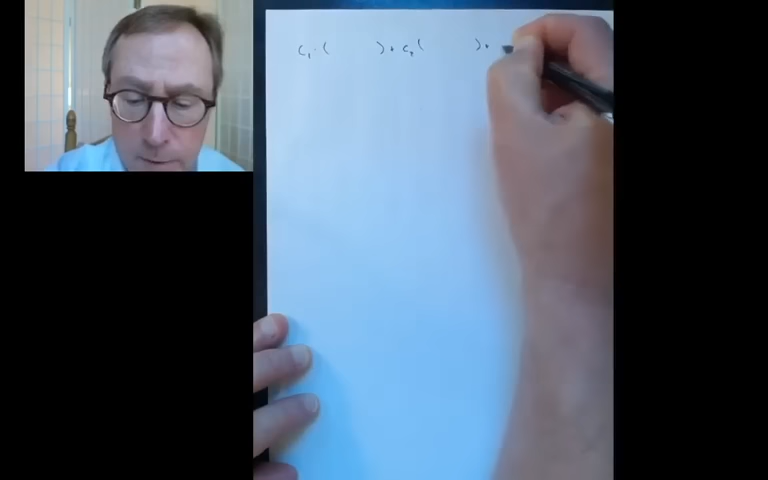 c₁·(      ) + c₂(      ) +